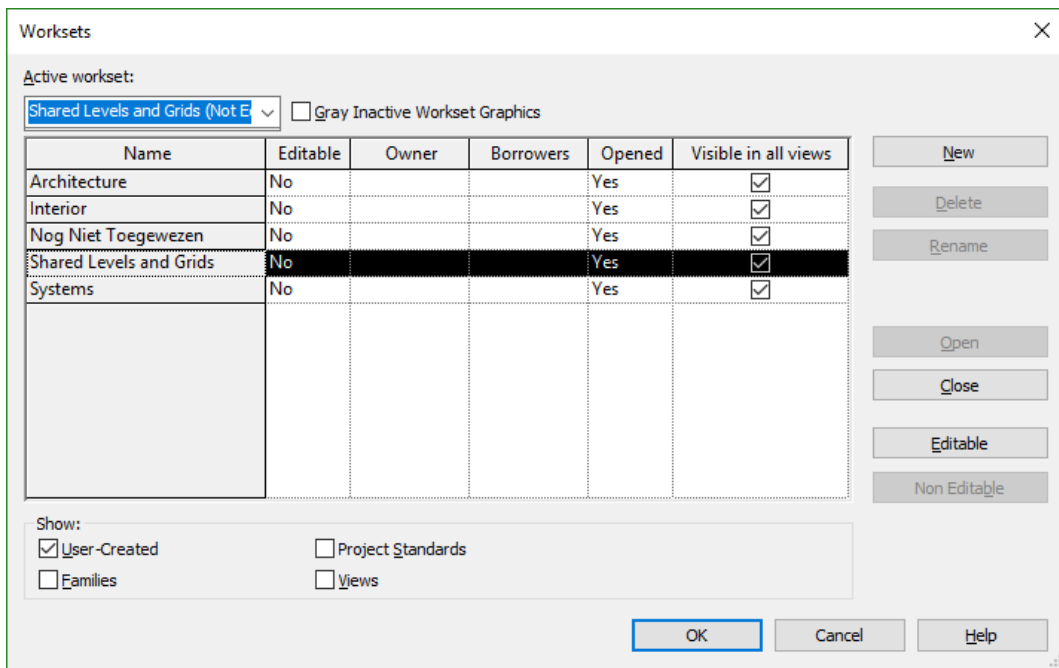 Worksets
Active workset:
Shared Levels and Grids (Not E
Gray Inactive Workset Graphics
Name Editable Owner Borrowers Opened Visible in all views
Architecture No Yes
Interior No Yes
Nog Niet Toegewezen No Yes
Shared Levels and Grids No Yes
Systems No Yes
New
Delete
Rename
Open
Close
Editable
Non Editable
Show:
User-Created Project Standards
Families Views
OK Cancel Help